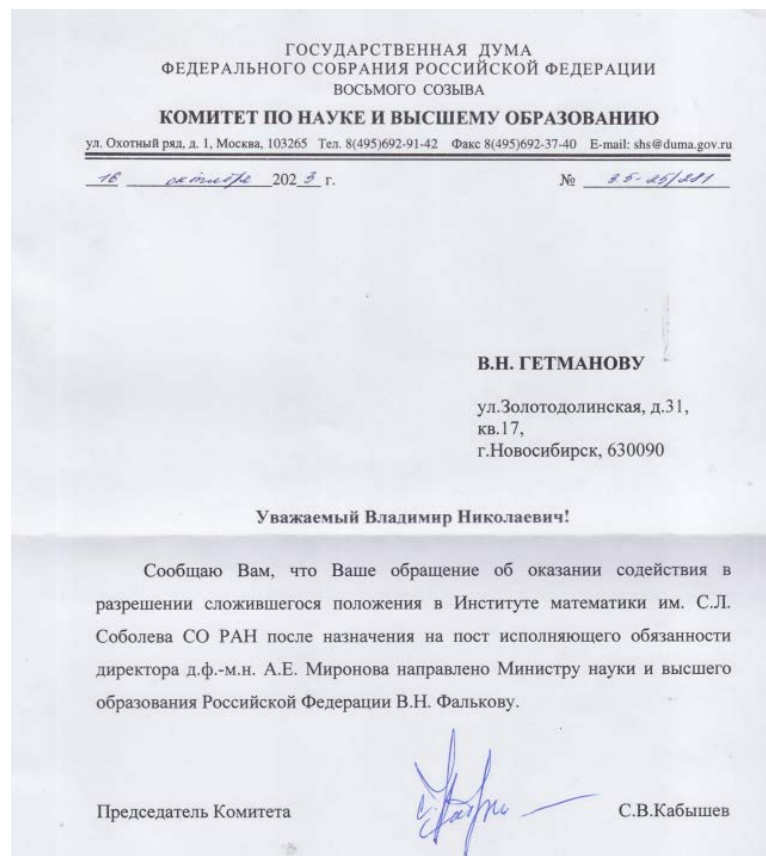 ГОСУДАРСТВЕННАЯ ДУМА
ФЕДЕРАЛЬНОГО СОБРАНИЯ РОССИЙСКОЙ ФЕДЕРАЦИИ
ВОСЬМОГО СОЗЫВА
КОМИТЕТ ПО НАУКЕ И ВЫСШЕМУ ОБРАЗОВАНИЮ
ул. Охотный ряд, д. 1, Москва, 103265 Тел. 8(495)692-91-42 Факс 8(495)692-37-40 E-mail: shs@duma.gov.ru
16 октября 2023 г. № 3.5-25/281
В.Н. ГЕТМАНОВУ
ул.Золотодолинская, д.31,
кв.17,
г.Новосибирск, 630090
Уважаемый Владимир Николаевич!
Сообщаю Вам, что Ваше обращение об оказании содействия в
разрешении сложившегося положения в Институте математики им. С.Л.
Соболева СО РАН после назначения на пост исполняющего обязанности
директора д.ф.-м.н. А.Е. Миронова направлено Министру науки и высшего
образования Российской Федерации В.Н. Фалькову.
Председатель Комитета С.В.Кабышев